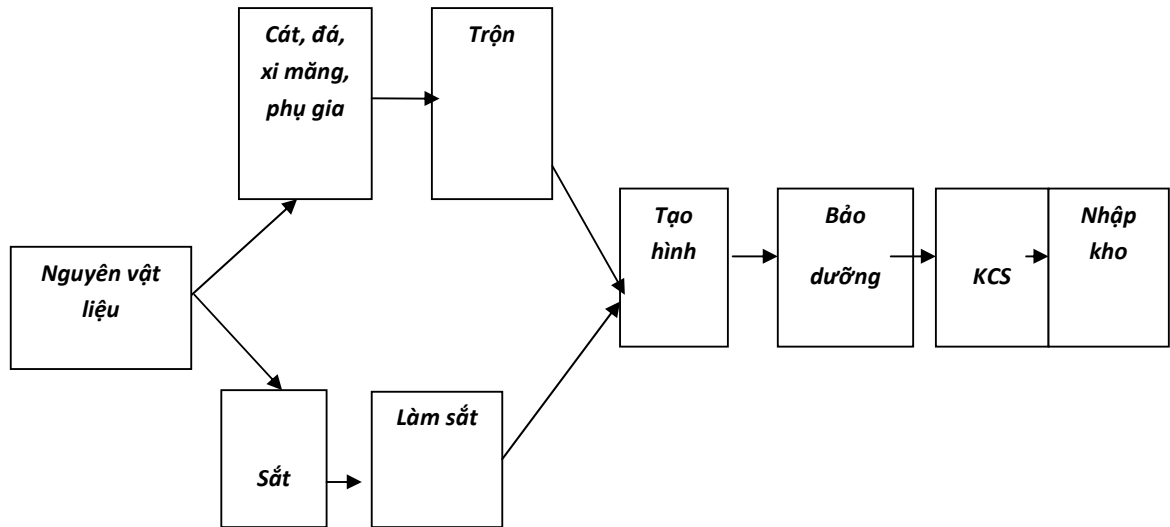 Cát, đá,
xi măng,
phụ gia
Trộn
Nguyên vật
liệu
Sắt
Làm sắt
Tạo
hình
Bảo
dưỡng
KCS
Nhập
kho